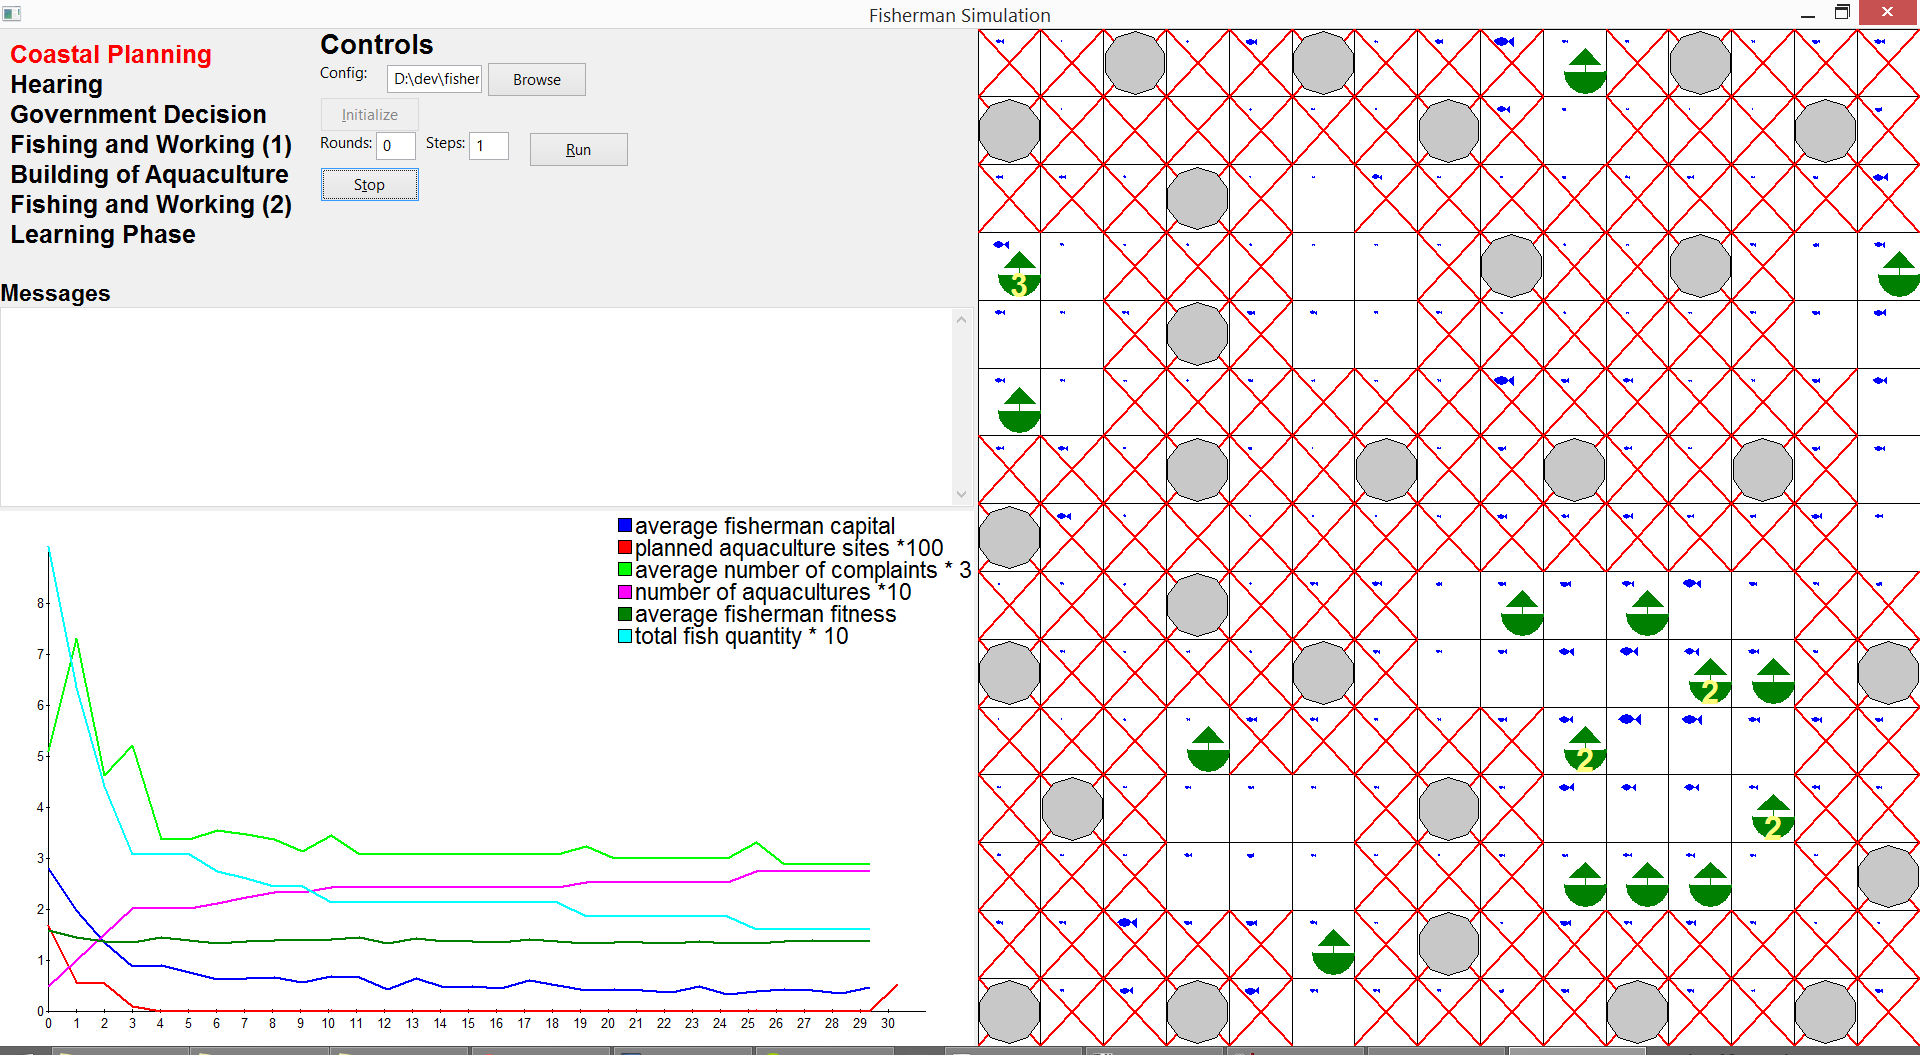 Fisherman Simulation
Coastal Planning
Hearing
Government Decision
Fishing and Working (1)
Building of Aquaculture
Fishing and Working (2)
Learning Phase
Controls
Config: D:\dev\fisher Browse
Initialize
Rounds: 0 Steps: 1 Run
Stop
Messages
average fisherman capital
planned aquaculture sites *100
average number of complaints * 3
number of aquacultures *10
average fisherman fitness
total fish quantity * 10
8
7
6
5
4
3
2
1
0
0 1 2 3 4 5 6 7 8 9 10 11 12 13 14 15 16 17 18 19 20 21 22 23 24 25 26 27 28 29 30
3
2
2
2